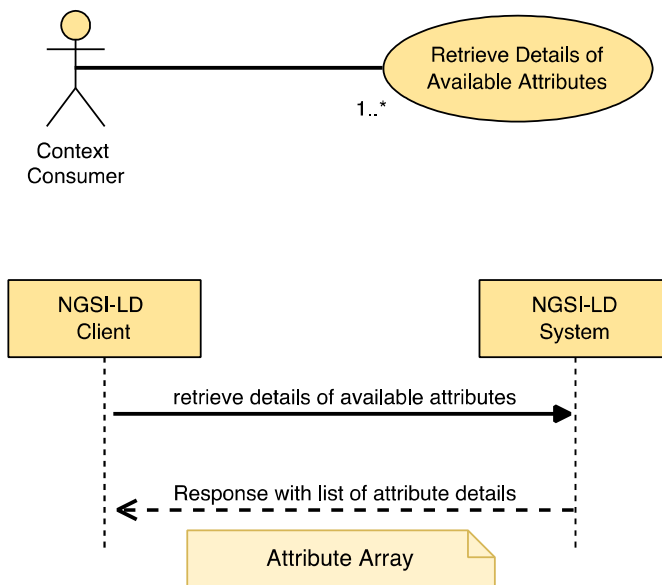 Retrieve Details of
Available Attributes
1..*
Context
Consumer
NGSI-LD
Client
NGSI-LD
System
retrieve details of available attributes
Response with list of attribute details
Attribute Array